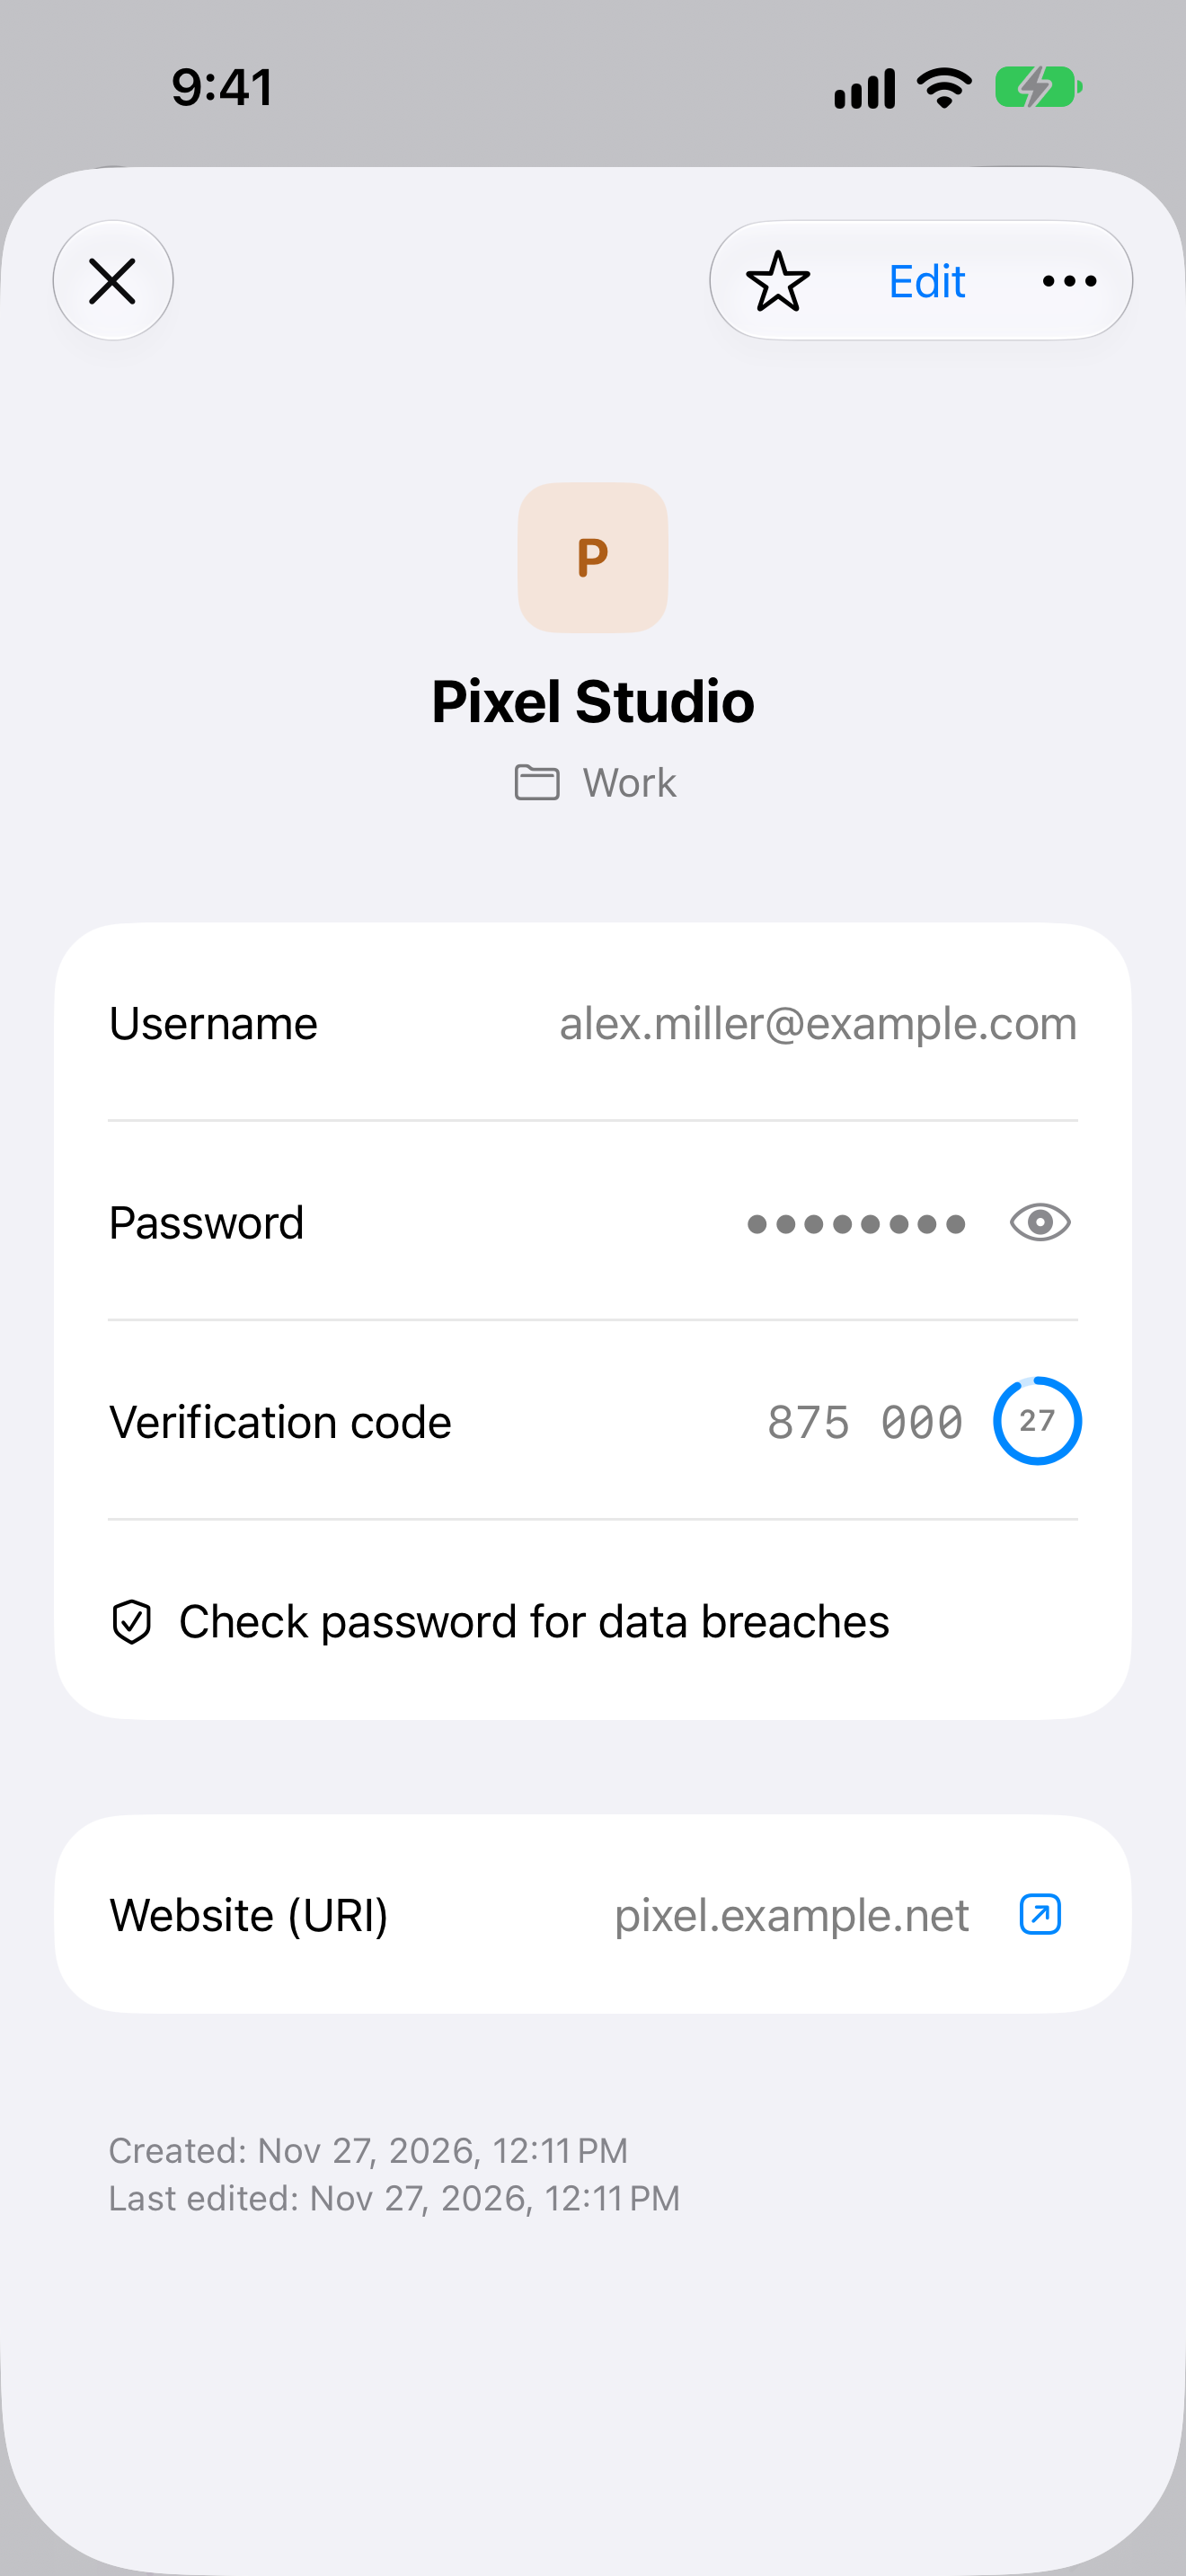 9:41
Edit
P
Pixel Studio
Work
Username alex.miller@example.com
Password ••••••••
Verification code 875 000 27
Check password for data breaches
Website (URI) pixel.example.net
Created: Nov 27, 2026, 12:11 PM
Last edited: Nov 27, 2026, 12:11 PM